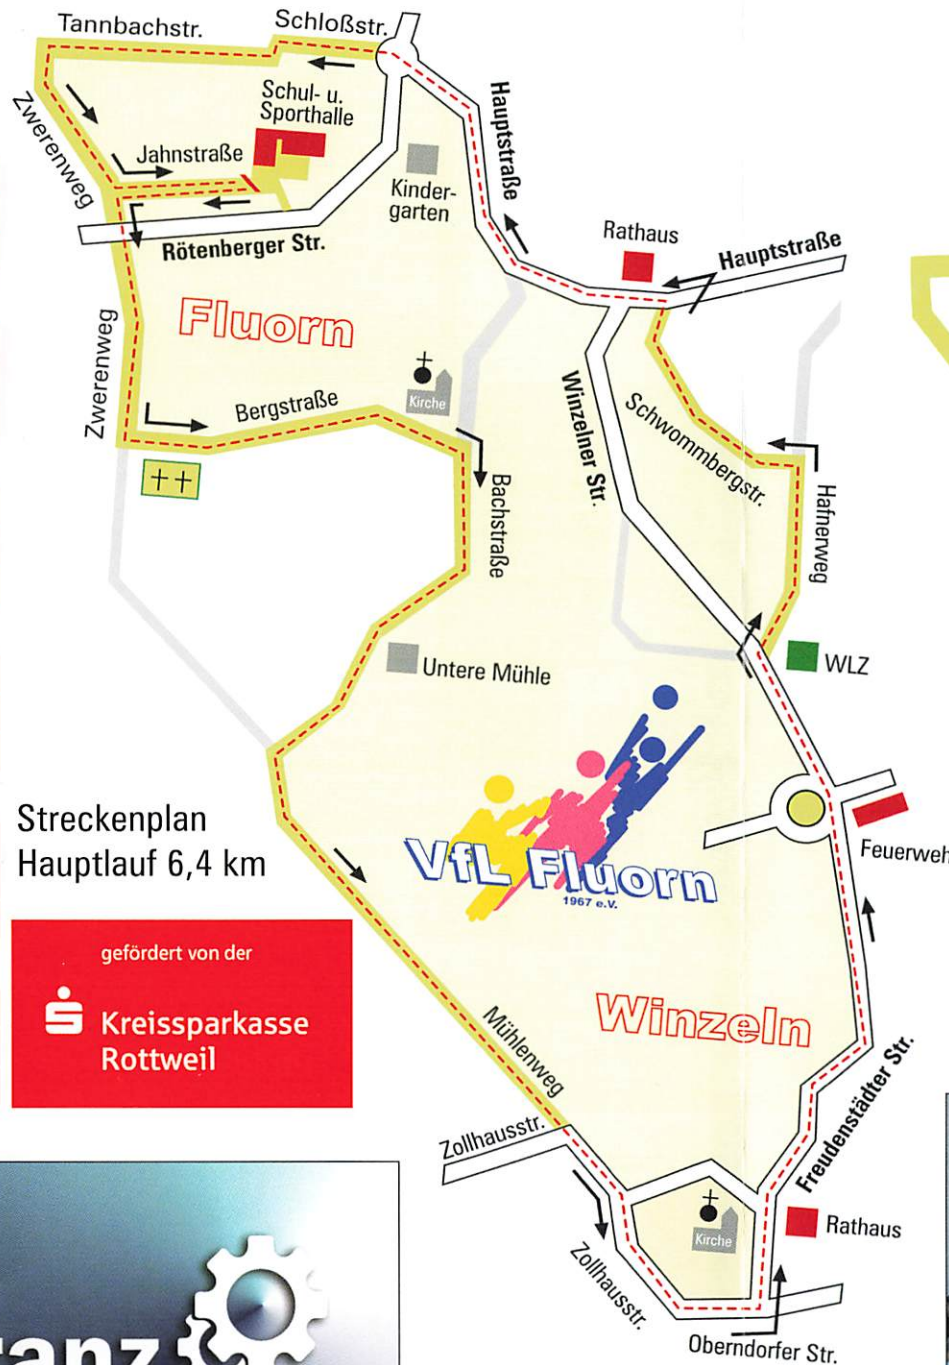 Tannbachstr.
Schloßstr.
Zwerenweg
Schul- u.
Sporthalle
Jahnstraße
Kinder-
garten
Hauptstraße
Rathaus
Hauptstraße
Rötenberger Str.
Fluorn
Zwerenweg
Bergstraße
Kirche
Winzelner Str.
Schwommbergstr.
Bachstraße
Hafnerweg
Untere Mühle
WLZ
Streckenplan
Hauptlauf 6,4 km
VfL Fluorn
1967 e.V.
Feuerweh
gefördert von der
Kreissparkasse
Rottweil
Winzeln
Mühlenweg
Freudenstädter Str.
Zollhausstr.
Kirche
Rathaus
Zollhausstr.
Oberndorfer Str.